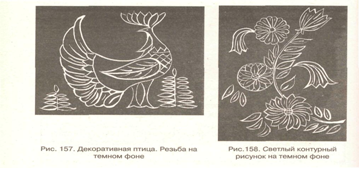 Рис. 157. Декоративная птица. Резьба на
темном фоне
Рис.158. Светлый контурный
рисунок на темном фоне